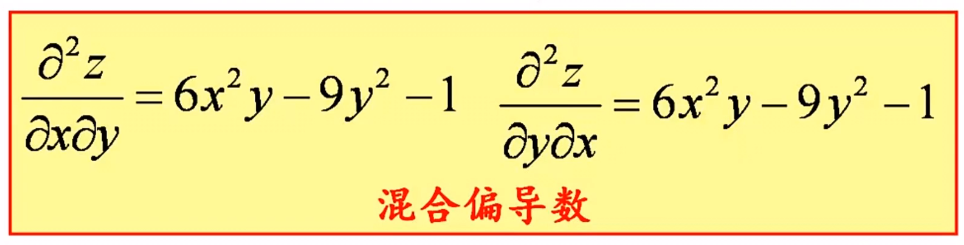 ∂²z/∂x∂y = 6x²y − 9y² − 1 ∂²z/∂y∂x = 6x²y − 9y² − 1
混合偏导数